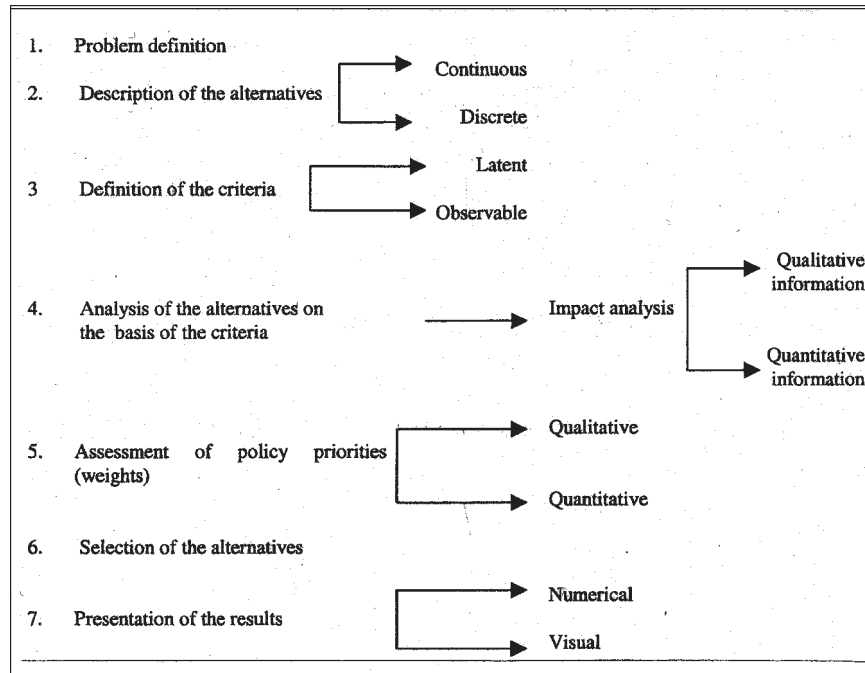 1. Problem definition
Continuous
2. Description of the alternatives
Discrete
Latent
3 Definition of the criteria
Observable
Qualitative
information
4. Analysis of the alternatives on
the basis of the criteria
Impact analysis
Quantitative
information
Qualitative
5. Assessment of policy priorities
(weights)
Quantitative
6. Selection of the alternatives
Numerical
7. Presentation of the results
Visual